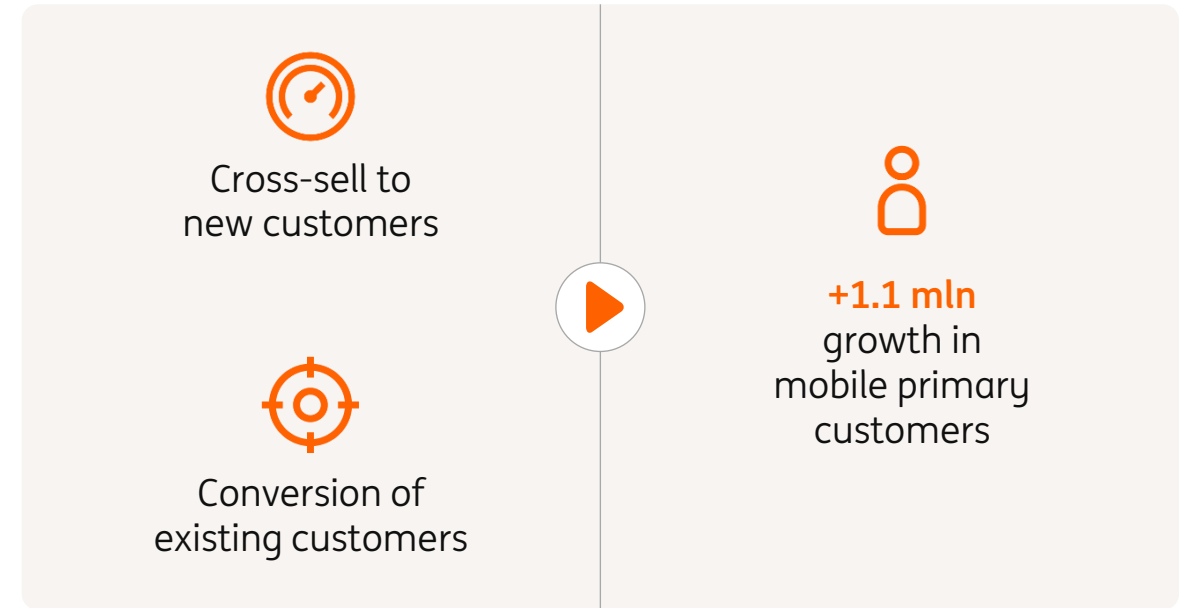 Cross-sell to
new customers
Conversion of
existing customers
+1.1 mln
growth in
mobile primary
customers